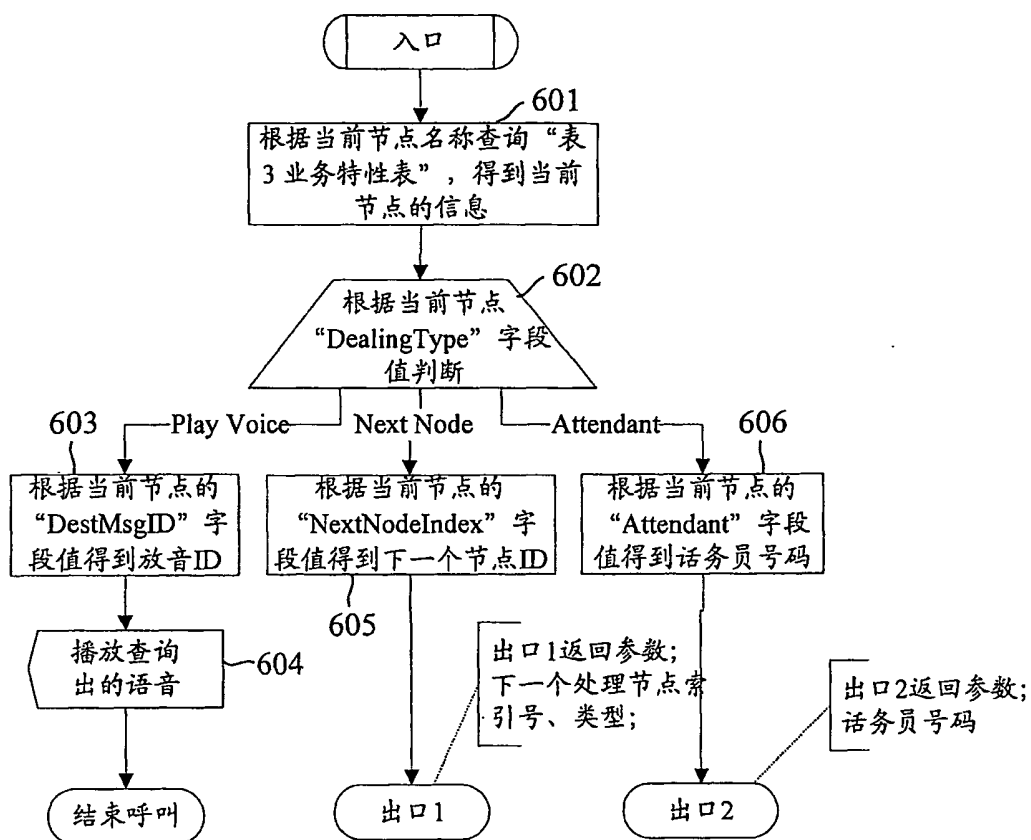 入口
601
根据当前节点名称查询“表
3 业务特性表”，得到当前
节点的信息
602
根据当前节点
“DealingType”字段
值判断
Play Voice
Next Node
Attendant
603
根据当前节点的
“DestMsgID”字
段值得到放音ID
根据当前节点的
“NextNodeIndex”字
段值得到下一个节点ID
605
606
根据当前节点的
“Attendant”字段
值得到话务员号码
播放查询
出的语音
604
出口1返回参数;
下一个处理节点索
引号、类型;
出口2返回参数;
话务员号码
结束呼叫
出口1
出口2